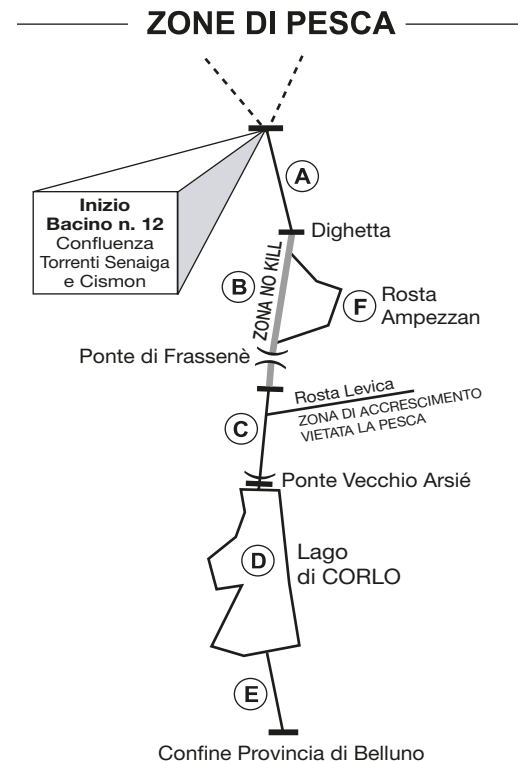 ZONE DI PESCA
Inizio
Bacino n. 12
Confluenza
Torrenti Senaiga
e Cismon
A
Dighetta
B
ZONA NO KILL
F
Rosta
Ampezzan
Ponte di Frassenè
Rosta Levica
ZONA DI ACCRESCIMENTO
VIETATA LA PESCA
C
Ponte Vecchio Arsié
D
Lago
di CORLO
E
Confine Provincia di Belluno